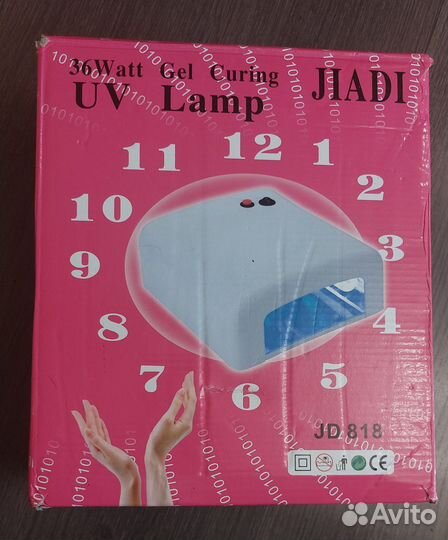 36Watt Gel Curing
UV Lamp
JIADI
11 12 1
10 2
9 3
8 4
7 6 5
JD 818
CE
Avito